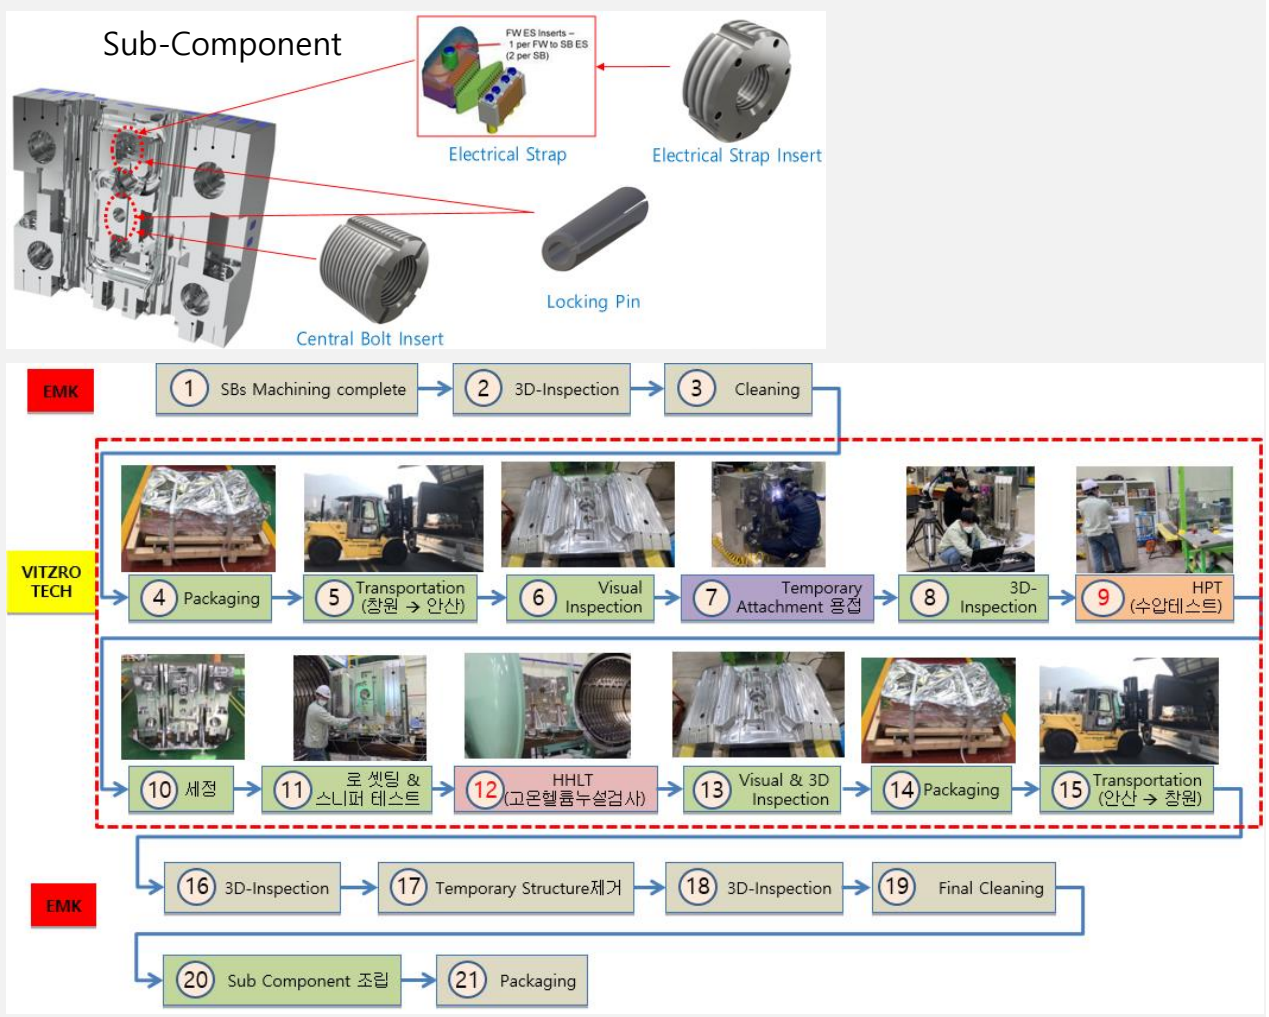 Sub-Component
FW ES Inserts –
1 per FW to SB ES
(2 per SB)
Electrical Strap
Electrical Strap Insert
Locking Pin
Central Bolt Insert
EMK
1 SBs Machining complete
2 3D-Inspection
3 Cleaning
VITZRO
TECH
4 Packaging
5 Transportation
(창원 → 안산)
6 Visual
Inspection
7 Temporary
Attachment 용접
8 3D-
Inspection
9 HPT
(수압테스트)
10 세정
11 로 셋팅 &
스니퍼 테스트
12 HHLT
(고온헬륨누설검사)
13 Visual & 3D
Inspection
14 Packaging
15 Transportation
(안산 → 창원)
EMK
16 3D-Inspection
17 Temporary Structure제거
18 3D-Inspection
19 Final Cleaning
20 Sub Component 조립
21 Packaging